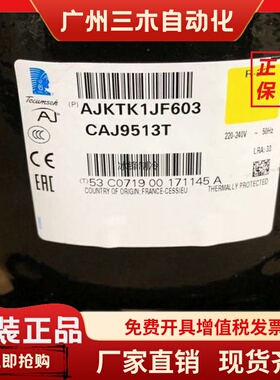 广州三木自动化
正
保
Tecumseh
(P) AJKTK1JF603
CAJ9513T
220-240V ~ 50Hz
LRA: 33
(T) 53 C0719 00 171145 A
COUNTRY OF ORIGIN: FRANCE-CESSIEU
THERMALLY PROTECTED
装正品
免费开具增值税发票
即抢购
厂家直销 现货齐